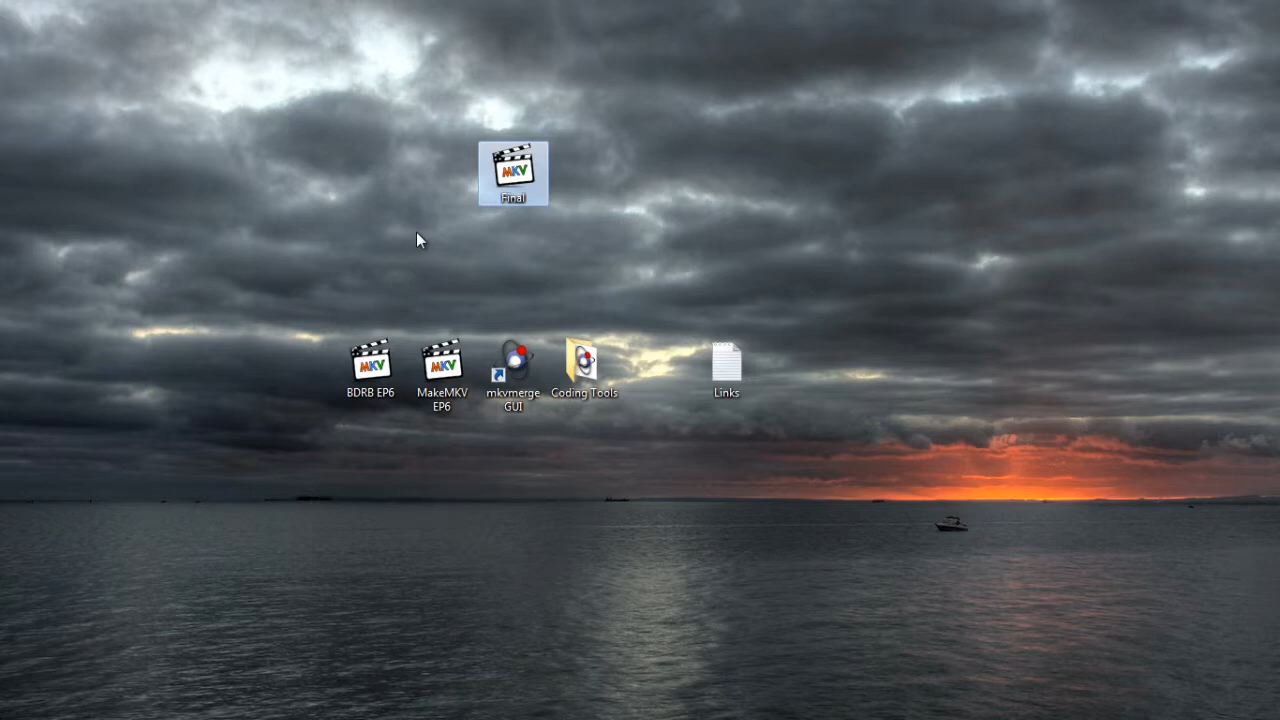 MKV
Final
MKV
MKV
BDRB EP6
MakeMKV
EP6
mkvmerge
GUI
Coding Tools
Links